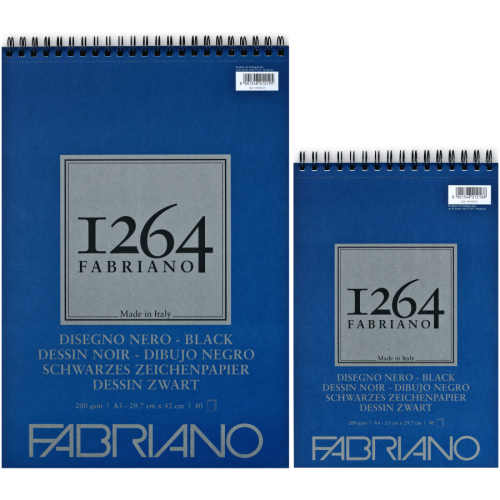 1264
FABRIANO
Made in Italy
DISEGNO NERO - BLACK
DESSIN NOIR - DIBUJO NEGRO
SCHWARZES ZEICHENPAPIER
DESSIN ZWART
200 gsm | A3 - 29,7 cm x 42 cm | 40
FABRIANO
1264
FABRIANO
Made in Italy
DISEGNO NERO - BLACK
DESSIN NOIR - DIBUJO NEGRO
SCHWARZES ZEICHENPAPIER
DESSIN ZWART
200 gsm | A4 - 21 cm x 29,7 cm | 40
FABRIANO